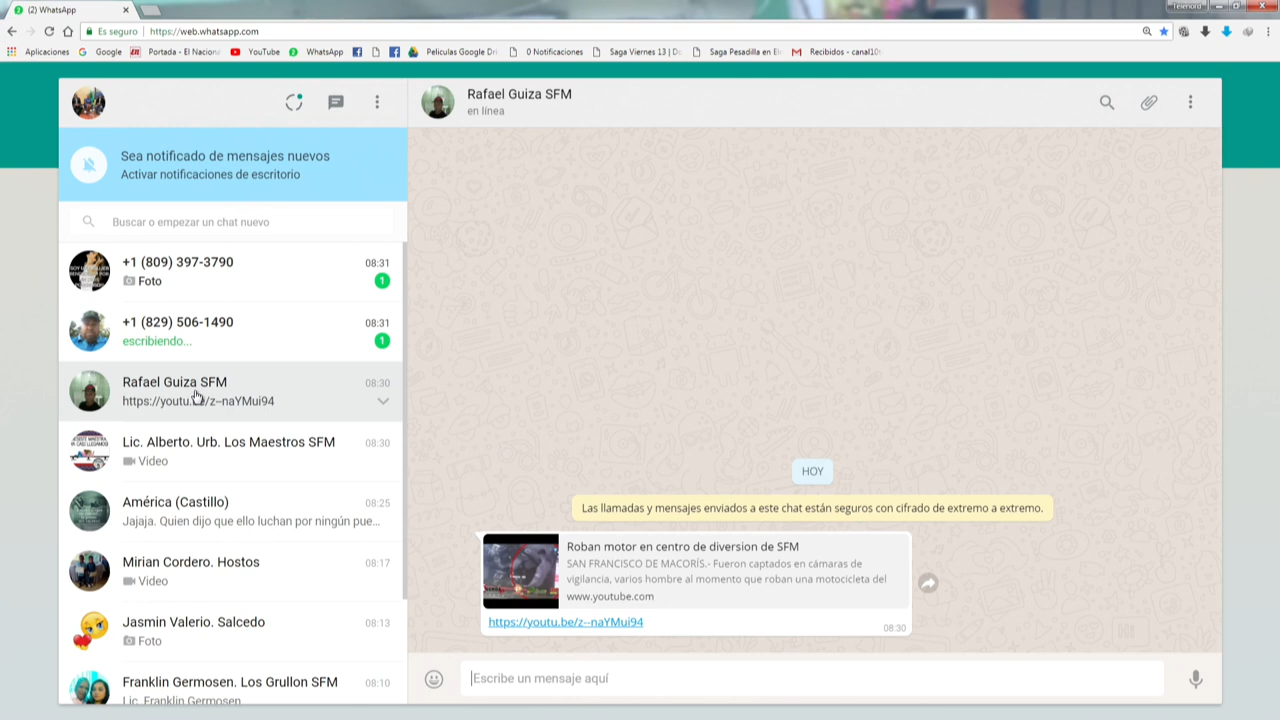 (2) WhatsApp
Telenord
Es seguro
https://web.whatsapp.com
Aplicaciones
Google
Portada - El Naciona
YouTube
WhatsApp
Peliculas Google Dri
0 Notificaciones
Saga Viernes 13 | Do
Saga Pesadilla en El
Recibidos - canal10
Sea notificado de mensajes nuevos
Activar notificaciones de escritorio
Buscar o empezar un chat nuevo
+1 (809) 397-3790 08:31
Foto 1
+1 (829) 506-1490 08:31
escribiendo... 1
Rafael Guiza SFM 08:30
https://youtu.be/z--naYMui94
Lic. Alberto. Urb. Los Maestros SFM 08:30
Video
América (Castillo) 08:25
Jajaja. Quien dijo que ello luchan por ningún pue...
Mirian Cordero. Hostos 08:17
Video
Jasmin Valerio. Salcedo 08:13
Foto
Franklin Germosen. Los Grullon SFM 08:10
Lic. Franklin Germosen
Rafael Guiza SFM
en línea
HOY
Las llamadas y mensajes enviados a este chat están seguros con cifrado de extremo a extremo.
Roban motor en centro de diversion de SFM
SAN FRANCISCO DE MACORÍS.- Fueron captados en cámaras de
vigilancia, varios hombre al momento que roban una motocicleta del
www.youtube.com
https://youtu.be/z--naYMui94
08:30
Escribe un mensaje aquí